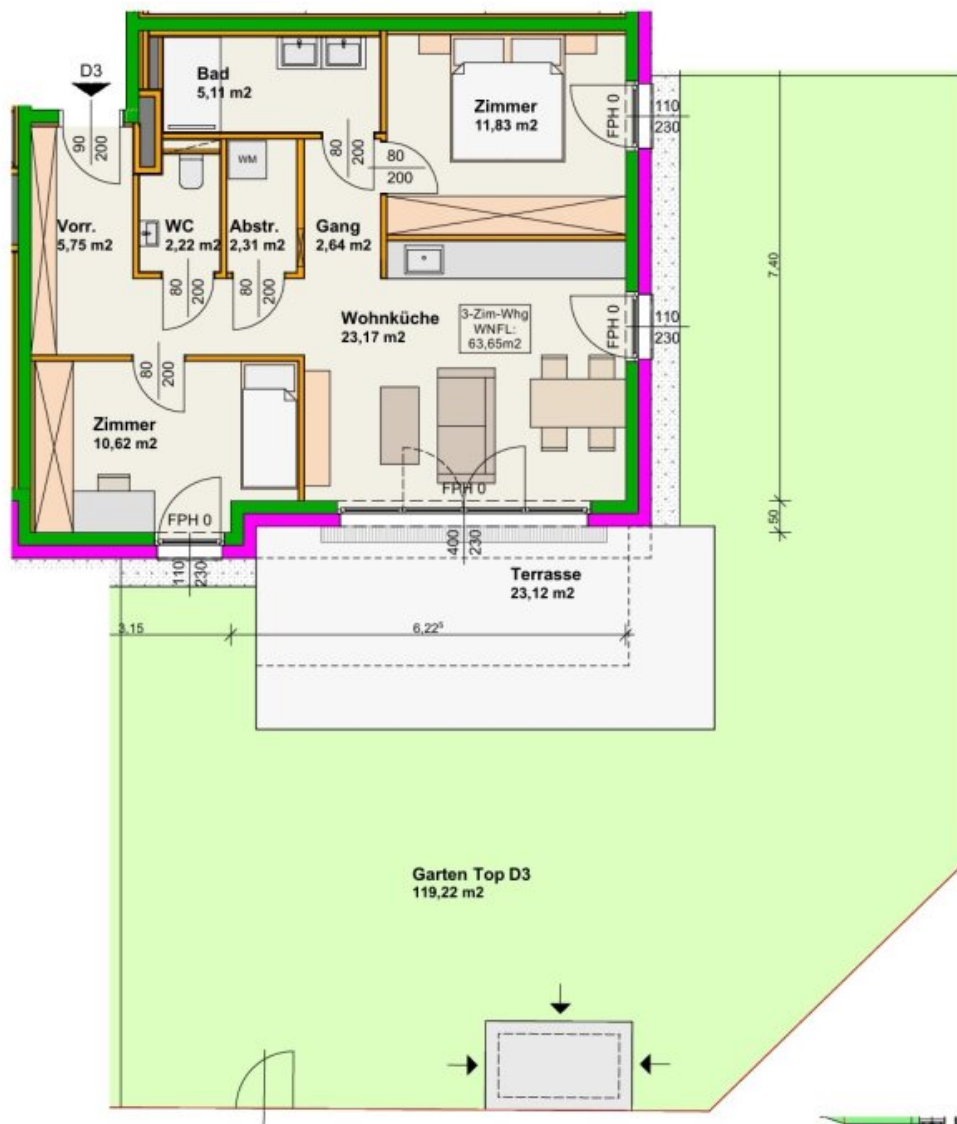 D3
Bad
5,11 m2
Zimmer
11,83 m2
FPH 0
110
230
90
200
80
200
80
200
WM
Vorr.
5,75 m2
WC
2,22 m2
Abstr.
2,31 m2
Gang
2,64 m2
7,40
80
200
80
200
Wohnküche
23,17 m2
3-Zim-Whg
WNFL:
63,65m2
FPH 0
110
230
80
200
Zimmer
10,62 m2
FPH 0
FPH 0
50
110
230
400
230
Terrasse
23,12 m2
3,15
6,22⁵
Garten Top D3
119,22 m2